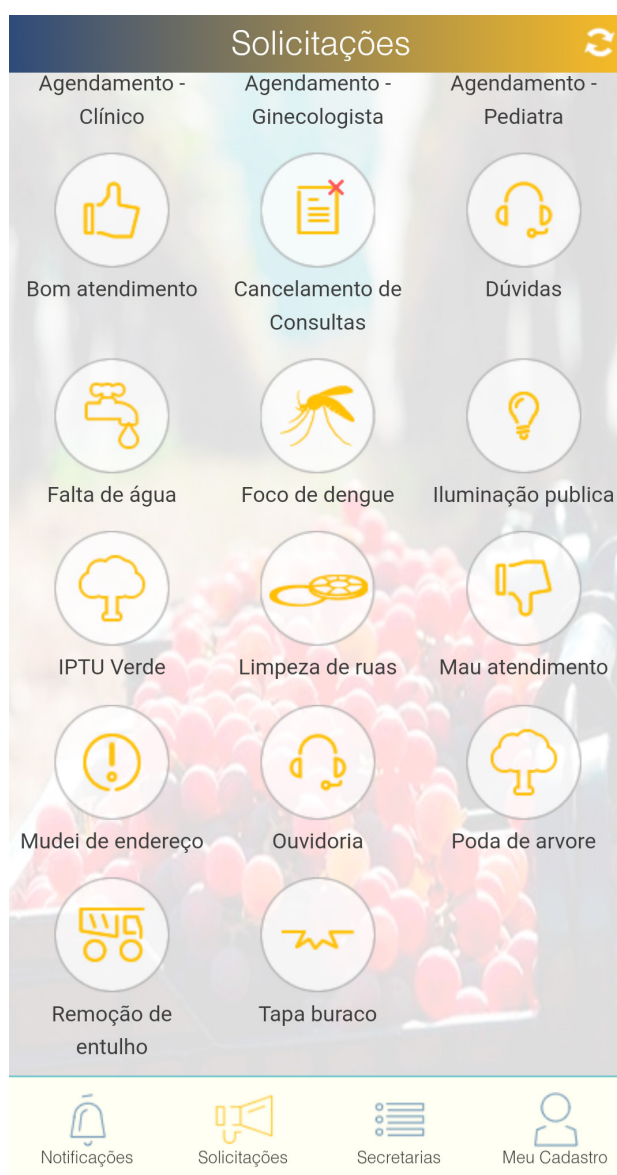 Solicitações
Agendamento - Agendamento - Agendamento -
Clínico Ginecologista Pediatra
Bom atendimento Cancelamento de Dúvidas
Consultas
Falta de água Foco de dengue Iluminação publica
IPTU Verde Limpeza de ruas Mau atendimento
Mudei de endereço Ouvidoria Poda de arvore
Remoção de Tapa buraco
entulho
Notificações Solicitações Secretarias Meu Cadastro